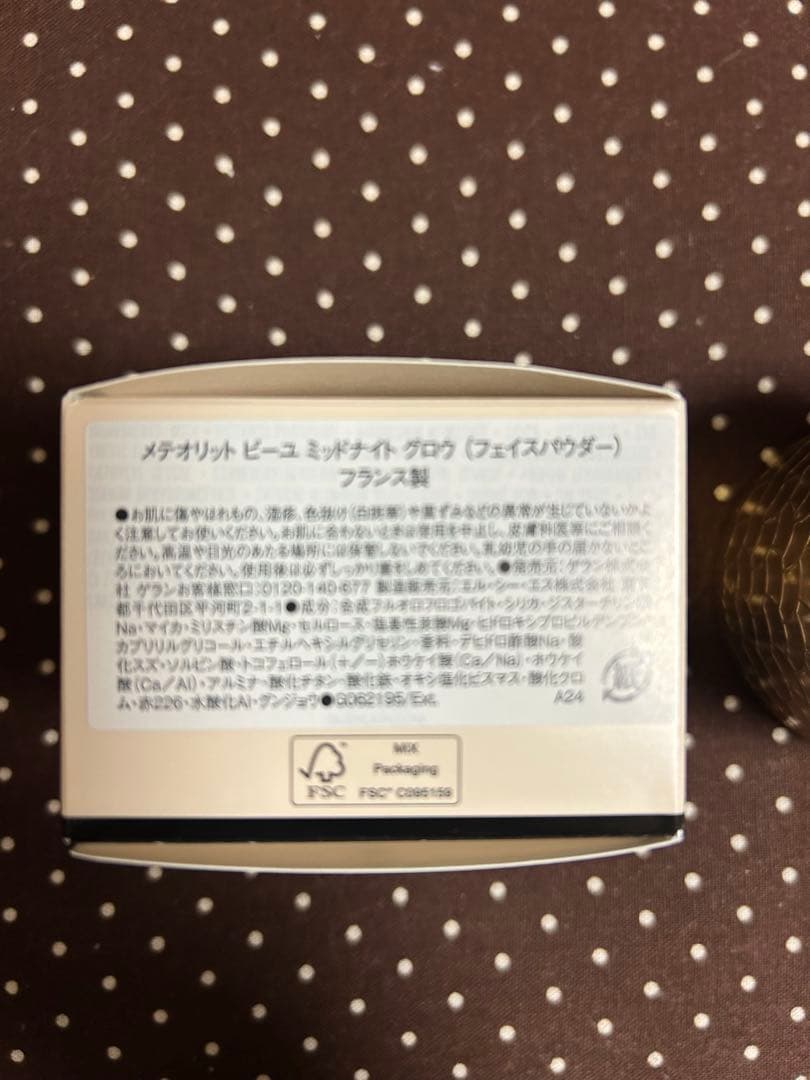 メテオリット ビーユ ミッドナイト グロウ（フェイスパウダー）
フランス製
●お肌に傷やはれもの、湿疹、色抜け（白斑等）や黒ずみなどの異常が生じていないかよ
く注意してお使いください。お肌に合わないときは使用を中止し、皮膚科医等にご相談く
ださい。高温や日光のあたる場所には保管しないでください。乳幼児の手の届かないとこ
ろにおいてください。使用後は必ずしっかり蓋をしめてください。●発売元：ゲラン株式会
社 ゲランお客様窓口：0120-140-677 製造販売元：エル・シー・エス株式会社 東京
都千代田区平河町2-1-1●成分：合成フルオロフロゴパイト・シリカ・ジステアリン
Na・マイカ・ミリスチン酸Mg・セルロース・塩基性炭酸Mg・ヒドロキシプロピルデンプン
カプリリルグリコール・エチルヘキシルグリセリン・香料・デヒドロ酢酸Na・酸
化スズ・ソルビン酸・トコフェロール（＋/－）ホウケイ酸（Ca／Na）・ホウケイ
酸（Ca／Al）・アルミナ・酸化チタン・酸化鉄・オキシ塩化ビスマス・酸化クロ
ム・赤226・水酸化Al・グンジョウ●G062195/Ext. A24
紙
MIX
Packaging
FSC FSC® C095159